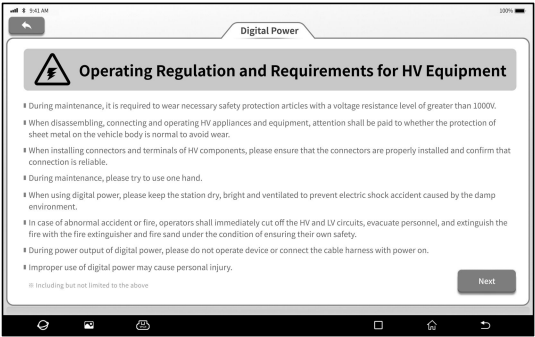 9:41 AM
100%
Digital Power
Operating Regulation and Requirements for HV Equipment
During maintenance, it is required to wear necessary safety protection articles with a voltage resistance level of greater than 1000V.
When disassembling, connecting and operating HV appliances and equipment, attention shall be paid to whether the protection of
sheet metal on the vehicle body is normal to avoid wear.
When installing connectors and terminals of HV components, please ensure that the connectors are properly installed and confirm that
connection is reliable.
During maintenance, please try to use one hand.
When using digital power, please keep the station dry, bright and ventilated to prevent electric shock accident caused by the damp
environment.
In case of abnormal accident or fire, operators shall immediately cut off the HV and LV circuits, evacuate personnel, and extinguish the
fire with the fire extinguisher and fire sand under the condition of ensuring their own safety.
During power output of digital power, please do not operate device or connect the cable harness with power on.
Improper use of digital power may cause personal injury.
※ Including but not limited to the above
Next